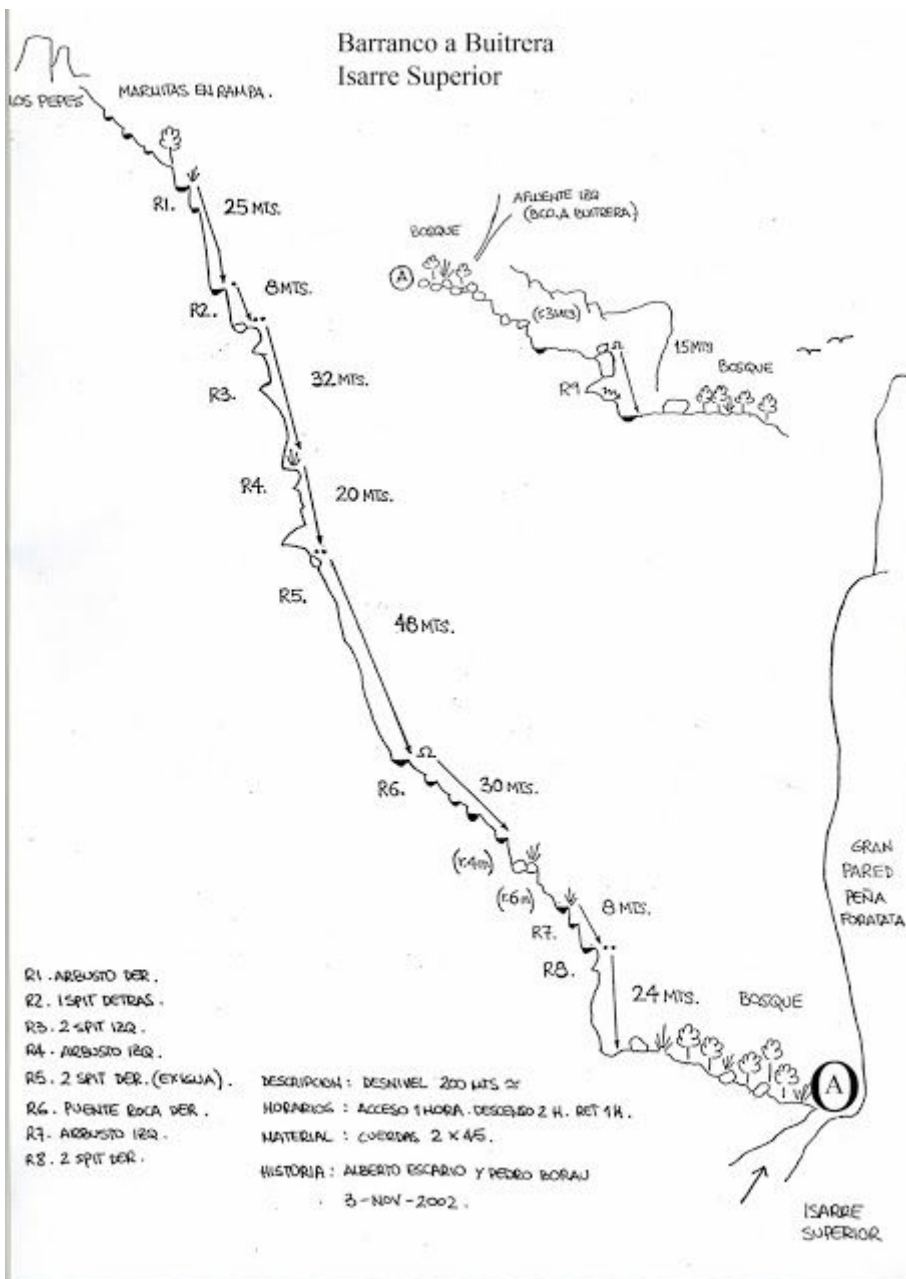 Barranco a Buitrera
Isarre Superior
LOS PEPES
MARMITAS EN RAMPA.
R1.
25 MTS.
R2.
8 MTS.
R3.
32 MTS.
R4.
20 MTS.
R5.
48 MTS.
R6.
30 MTS.
(r.4m)
(r.6m)
R7.
8 MTS.
R8.
24 MTS.
BOSQUE
A
AFLUENTE IZQ
(BCO. A BUITRERA)
BOSQUE
A
(r.3MTS)
15 MTS
R9
BOSQUE
GRAN
PARED
PEÑA
FORATATA
ISARRE
SUPERIOR
R1. ARBUSTO DER.
R2. 1 SPIT DETRAS.
R3. 2 SPIT IZQ.
R4. ARBUSTO IZQ.
R5. 2 SPIT DER. (EXIGUA).
R6. PUENTE ROCA DER.
R7. ARBUSTO IZQ.
R8. 2 SPIT DER.
DESCRIPCION: DESNIVEL 200 MTS ≃
HORARIOS: ACCESO 1 HORA. DESCENSO 2 H. RET 1 H.
MATERIAL: CUERDAS 2 X 45.
HISTORIA: ALBERTO ESCARIO Y PEDRO BORAU
3-NOV-2002.